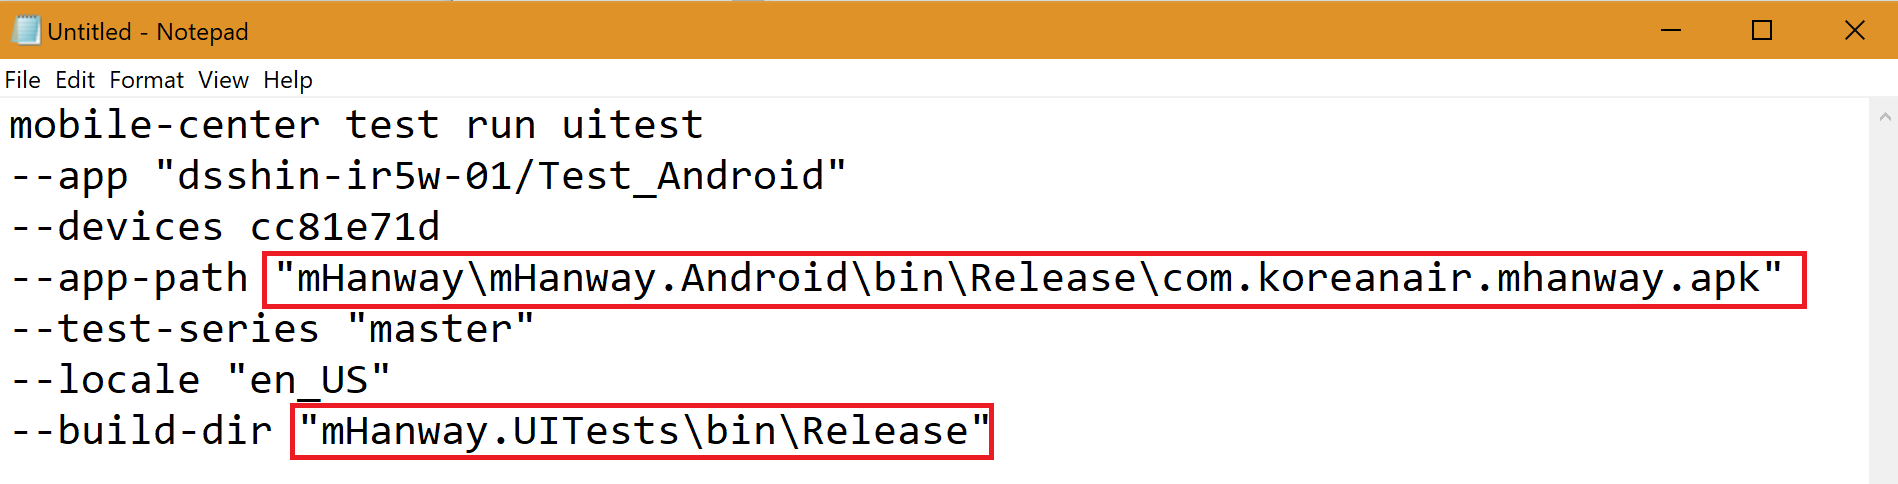 Untitled - Notepad
File Edit Format View Help
mobile-center test run uitest
--app "dsshin-ir5w-01/Test_Android"
--devices cc81e71d
--app-path "mHanway\mHanway.Android\bin\Release\com.koreanair.mhanway.apk"
--test-series "master"
--locale "en_US"
--build-dir "mHanway.UITests\bin\Release"